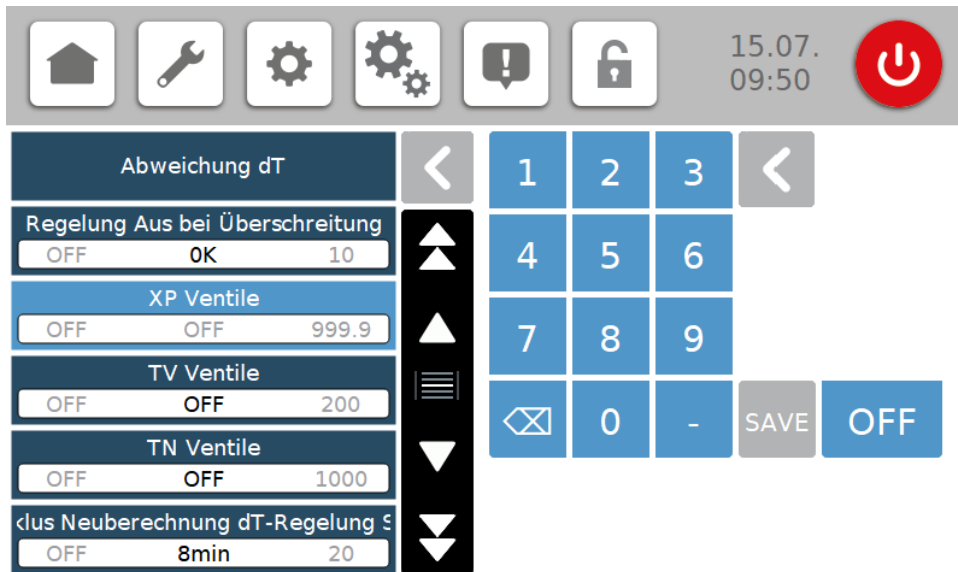 15.07.
09:50
Abweichung dT
Regelung Aus bei Überschreitung
OFF 0K 10
XP Ventile
OFF OFF 999.9
TV Ventile
OFF OFF 200
TN Ventile
OFF OFF 1000
klus Neuberechnung dT-Regelung S
OFF 8min 20
1 2 3
4 5 6
7 8 9
0 - SAVE OFF